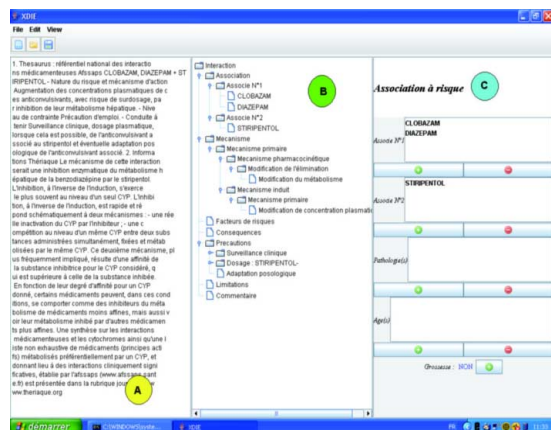 XDIE
File Edit View
1. Thesaurus : référentiel national des interactio
ns médicamenteuses Afssaps CLOBAZAM, DIAZEPAM + ST
IRIPENTOL - Nature du risque et mécanisme d'action
Augmentation des concentrations plasmatiques de c
es anticonvulsivants, avec risque de surdosage, pa
r inhibition de leur métabolisme hépatique. - Nive
au de contrainte Précaution d'emploi. - Conduite à
tenir Surveillance clinique, dosage plasmatique,
lorsque cela est possible, de l'anticonvulsivant a
ssocié au stiripentol et éventuelle adaptation pos
ologique de l'anticonvulsivant associé. 2. Informa
tions Thériaque Le mécanisme de cette interaction
serait une inhibition enzymatique du métabolisme h
épatique de la benzodiazépine par le stiripentol.
L'inhibition, à l'inverse de l'induction, s'exerce
le plus souvent au niveau d'un seul CYP. L'inhibi
tion, à l'inverse de l'induction, est rapide et ré
pond schématiquement à deux mécanismes : - une rée
lle inactivation du CYP par l'inhibiteur ; - une c
ompétition au niveau d'un même CYP entre deux subs
tances administrées simultanément, fixées et métab
olisées par le même CYP. Ce deuxième mécanisme, pl
us fréquemment impliqué, résulte d'une affinité de
la substance inhibitrice pour le CYP considéré, q
ui est supérieure à celle de la substance inhibée.
En fonction de leur degré d'affinité pour un CYP
donné, certains médicaments peuvent, dans ces cond
itions, se comporter comme des inhibiteurs du méta
bolisme de médicaments moins affines, mais aussi v
oir leur métabolisme inhibé par d'autres médicamen
ts plus affines. Une synthèse sur les interactions
médicamenteuses et les cytochromes ainsi qu'une l
iste non exhaustive de médicaments (principes acti
fs) métabolisés préférentiellement par un CYP, et
donnant lieu à des interactions cliniquement signi
ficatives, établie par l'afssaps (www.afssaps.sant
e.fr) est présentée dans la rubrique
ww.theriaque.org
A
Interaction
Association
Associe N°1
CLOBAZAM
DIAZEPAM
Associe N°2
STIRIPENTOL
Mecanisme
Mecanisme primaire
Mecanisme pharmacocinétique
Modification de l'élimination
Modification du métabolisme
Mecanisme induit
Mecanisme primaire
Modification de concentration plasmatic
Facteurs de risques
Consequences
Precautions
Surveillance clinique
Dosage : STIRIPENTOL-
Adaptation posologique
Limitations
Commentaire
B
Association à risque
C
Associe N°1
CLOBAZAM
DIAZEPAM
Associe N°2
STIRIPENTOL
Pathologie(s)
Age(s)
Grossesse : NON
démarrer
C:\WINDOWS\system...
XDIE
FR
11:35